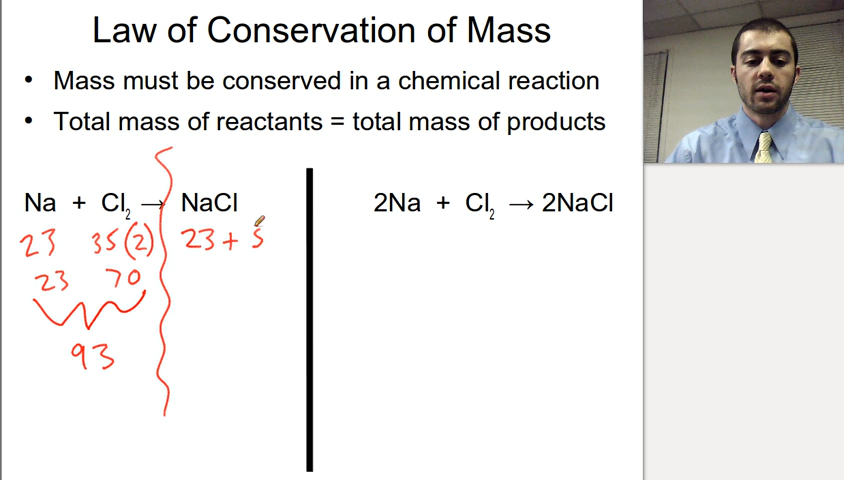 Law of Conservation of Mass
• Mass must be conserved in a chemical reaction
• Total mass of reactants = total mass of products
Na + Cl₂ → NaCl
23 35(2) 23 + 5
23 70
93
2Na + Cl₂ → 2NaCl